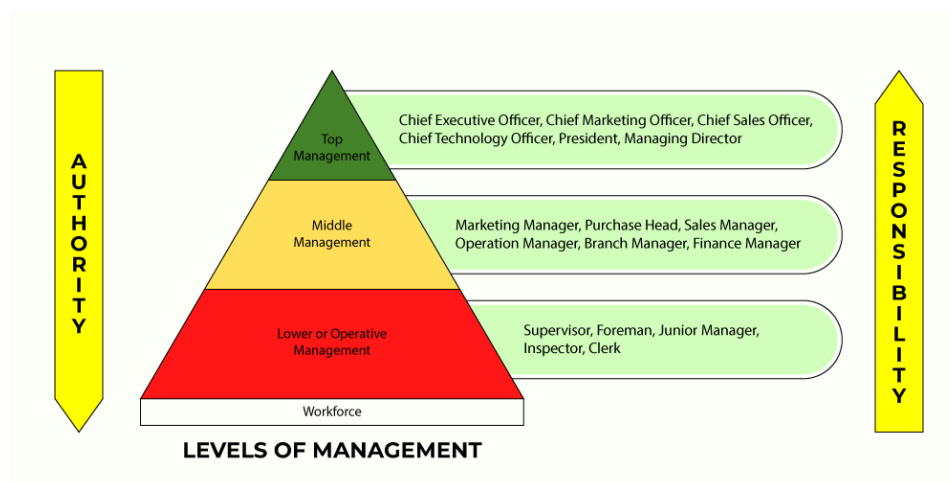 AUTHORITY
Top
Management
Chief Executive Officer, Chief Marketing Officer, Chief Sales Officer,
Chief Technology Officer, President, Managing Director
Middle
Management
Marketing Manager, Purchase Head, Sales Manager,
Operation Manager, Branch Manager, Finance Manager
Lower or Operative
Management
Supervisor, Foreman, Junior Manager,
Inspector, Clerk
Workforce
RESPONSIBILITY
LEVELS OF MANAGEMENT